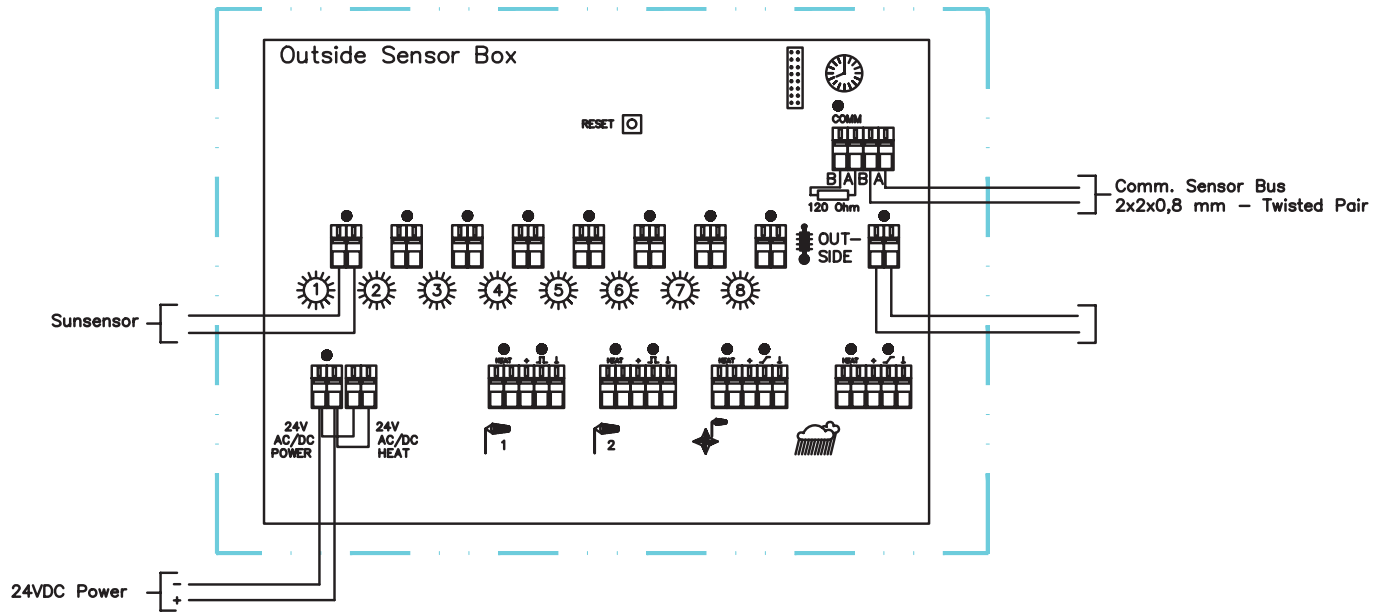 Outside Sensor Box
RESET
COMM
B A B A
120 Ohm
Comm. Sensor Bus
2x2x0,8 mm – Twisted Pair
OUT-
SIDE
1 2 3 4 5 6 7 8
Sunsensor
HEAT +
HEAT +
HEAT +
HEAT +
24V
AC/DC
POWER
24V
AC/DC
HEAT
1
2
24VDC Power
-
+